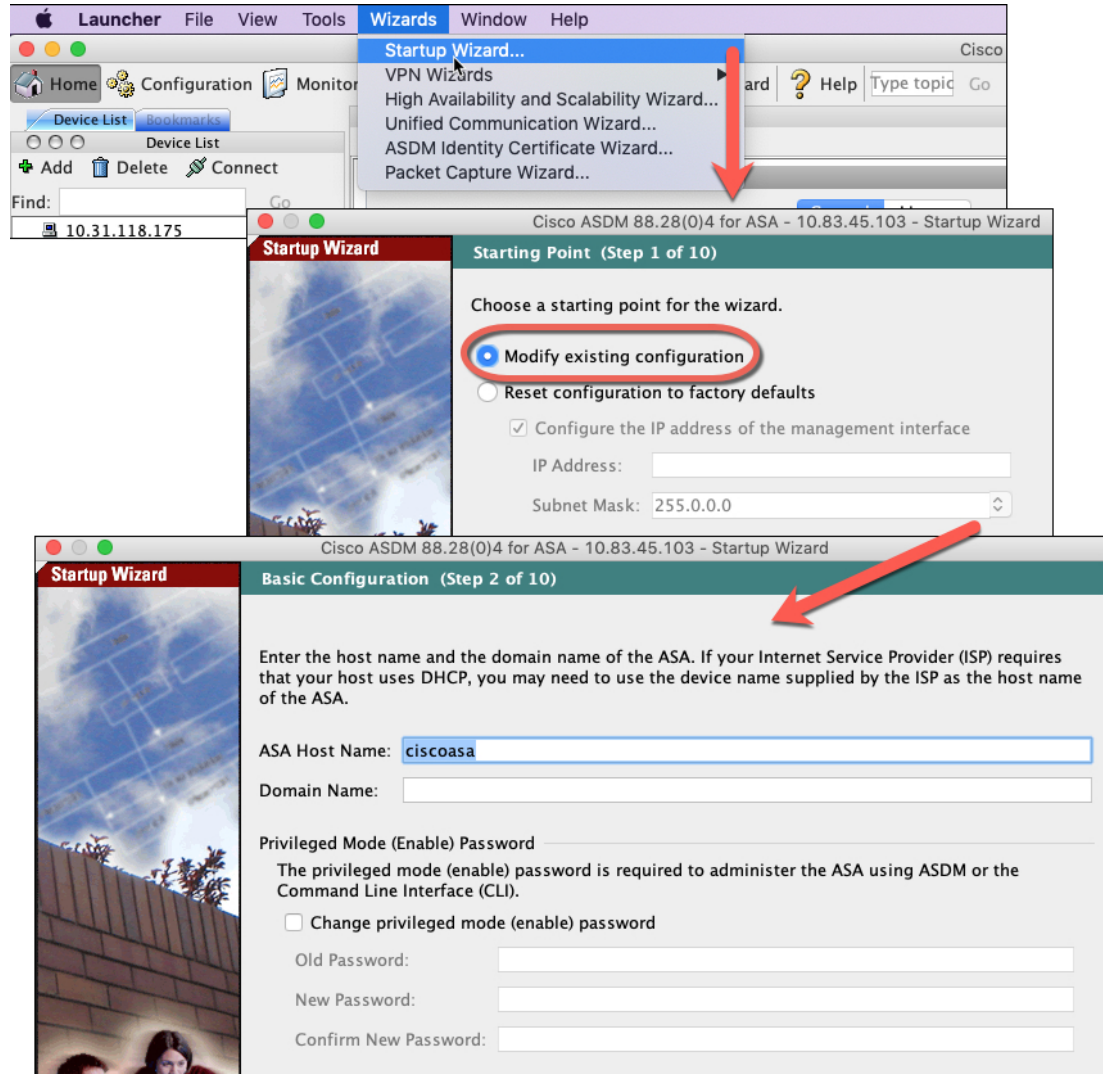 Launcher File View Tools Wizards Window Help
Startup Wizard...
VPN Wizards
High Availability and Scalability Wizard...
Unified Communication Wizard...
ASDM Identity Certificate Wizard...
Packet Capture Wizard...
Cisco
Home Configuration Monitor ard Help Type topic Go
Device List Bookmarks
Device List
Add Delete Connect
Find: Go
10.31.118.175
Cisco ASDM 88.28(0)4 for ASA - 10.83.45.103 - Startup Wizard
Startup Wizard
Starting Point (Step 1 of 10)
Choose a starting point for the wizard.
Modify existing configuration
Reset configuration to factory defaults
Configure the IP address of the management interface
IP Address:
Subnet Mask: 255.0.0.0
Cisco ASDM 88.28(0)4 for ASA - 10.83.45.103 - Startup Wizard
Startup Wizard
Basic Configuration (Step 2 of 10)
Enter the host name and the domain name of the ASA. If your Internet Service Provider (ISP) requires
that your host uses DHCP, you may need to use the device name supplied by the ISP as the host name
of the ASA.
ASA Host Name: ciscoasa
Domain Name:
Privileged Mode (Enable) Password
The privileged mode (enable) password is required to administer the ASA using ASDM or the
Command Line Interface (CLI).
Change privileged mode (enable) password
Old Password:
New Password:
Confirm New Password: